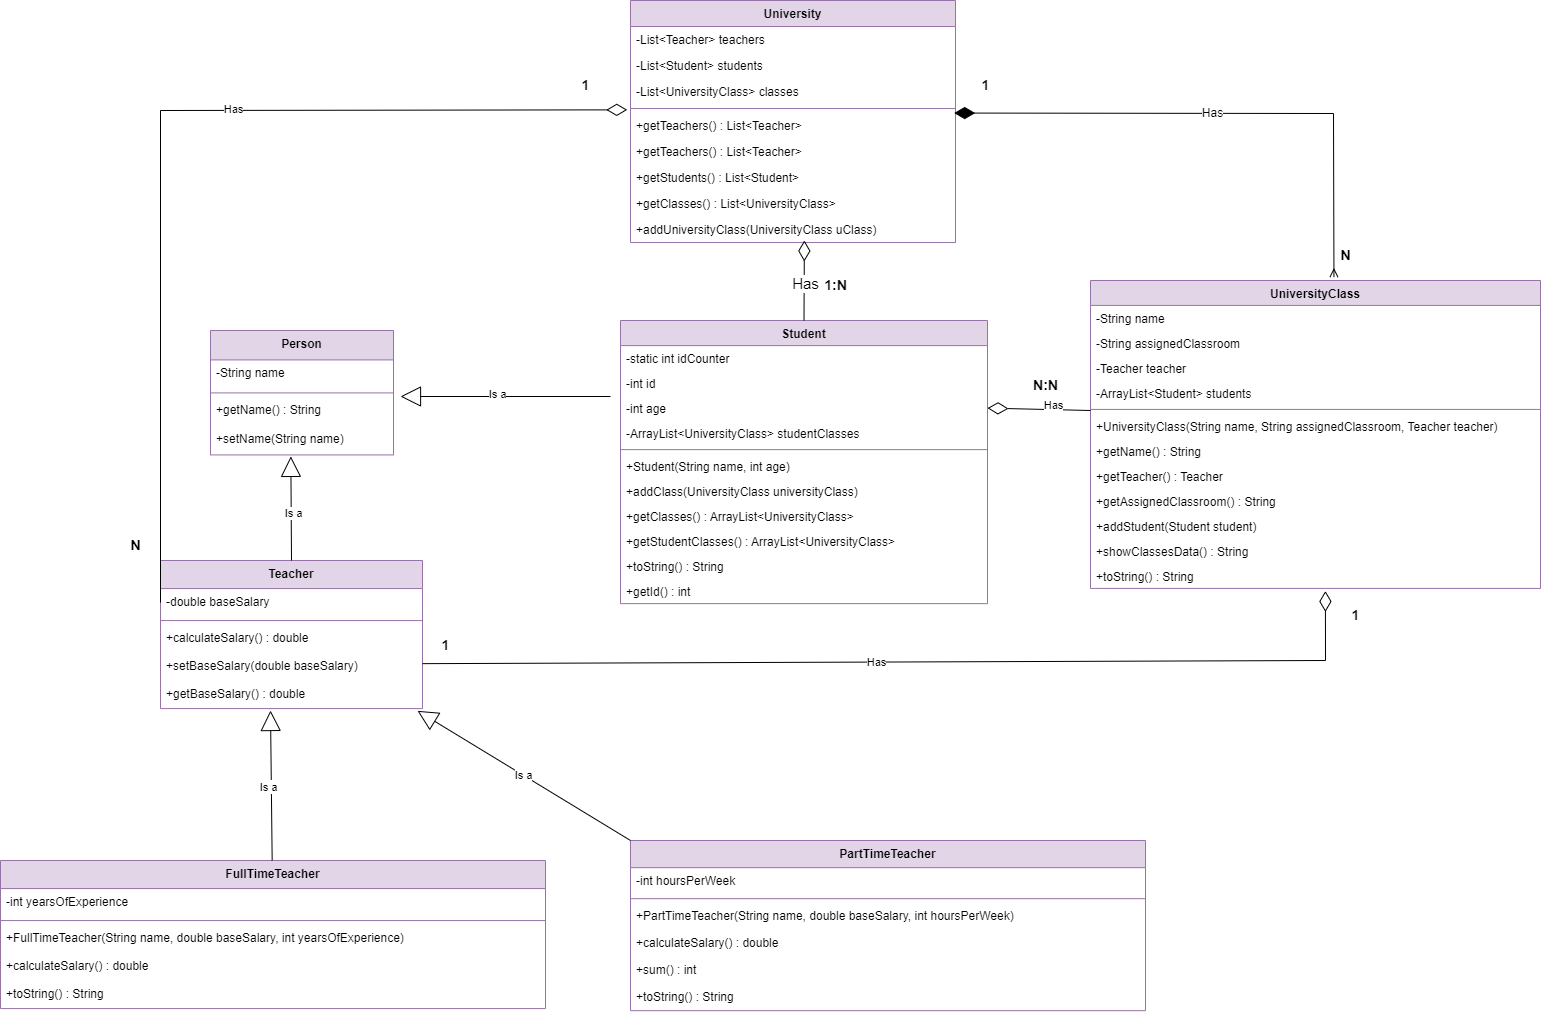 University
-List<Teacher> teachers
-List<Student> students
-List<UniversityClass> classes
+getTeachers() : List<Teacher>
+getTeachers() : List<Teacher>
+getStudents() : List<Student>
+getClasses() : List<UniversityClass>
+addUniversityClass(UniversityClass uClass)
1
Has
1
Has
N
Has 1:N
Person
-String name
+getName() : String
+setName(String name)
Is a
Student
-static int idCounter
-int id
-int age
-ArrayList<UniversityClass> studentClasses
+Student(String name, int age)
+addClass(UniversityClass universityClass)
+getClasses() : ArrayList<UniversityClass>
+getStudentClasses() : ArrayList<UniversityClass>
+toString() : String
+getId() : int
N:N
Has
UniversityClass
-String name
-String assignedClassroom
-Teacher teacher
-ArrayList<Student> students
+UniversityClass(String name, String assignedClassroom, Teacher teacher)
+getName() : String
+getTeacher() : Teacher
+getAssignedClassroom() : String
+addStudent(Student student)
+showClassesData() : String
+toString() : String
Is a
N
Teacher
-double baseSalary
+calculateSalary() : double
+setBaseSalary(double baseSalary)
+getBaseSalary() : double
1
Has
1
Is a
Is a
FullTimeTeacher
-int yearsOfExperience
+FullTimeTeacher(String name, double baseSalary, int yearsOfExperience)
+calculateSalary() : double
+toString() : String
PartTimeTeacher
-int hoursPerWeek
+PartTimeTeacher(String name, double baseSalary, int hoursPerWeek)
+calculateSalary() : double
+sum() : int
+toString() : String